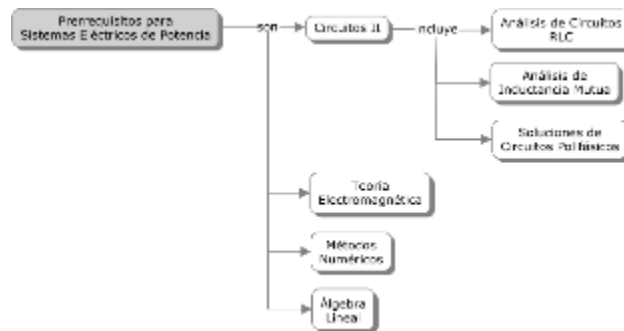 Prerrequisitos para
Sistemas Eléctricos de Potencia
son
Circuitos II
incluye
Análisis de Circuitos
RLC
Análisis de
Inductancia Mutua
Soluciones de
Circuitos Polifásicos
Teoría
Electromagnética
Métodos
Numéricos
Álgebra
Lineal